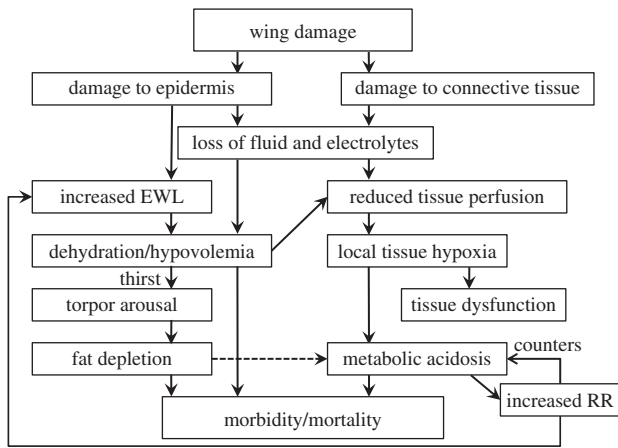 wing damage
damage to epidermis
damage to connective tissue
loss of fluid and electrolytes
increased EWL
reduced tissue perfusion
dehydration/hypovolemia
local tissue hypoxia
thirst
torpor arousal
tissue dysfunction
counters
fat depletion
metabolic acidosis
increased RR
morbidity/mortality